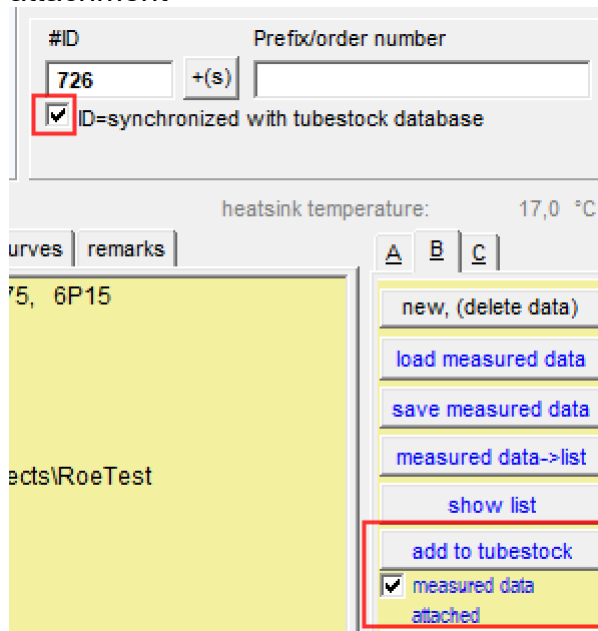 #ID Prefix/order number
726 +(s)
ID=synchronized with tubestock database
heatsink temperature: 17,0 °C
urves remarks A B C
75, 6P15
new, (delete data)
load measured data
save measured data
measured data->list
ects\RoeTest
show list
add to tubestock
measured data
attached